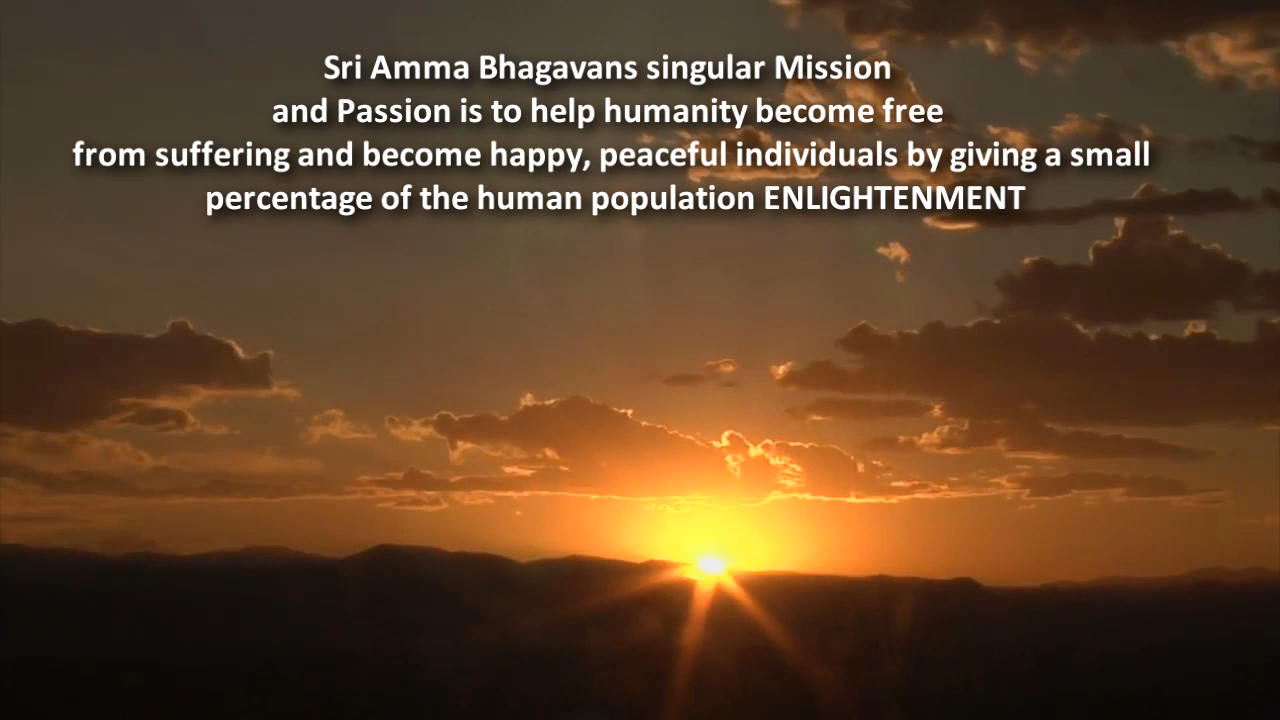 Sri Amma Bhagavans singular Mission
and Passion is to help humanity become free
from suffering and become happy, peaceful individuals by giving a small
percentage of the human population ENLIGHTENMENT